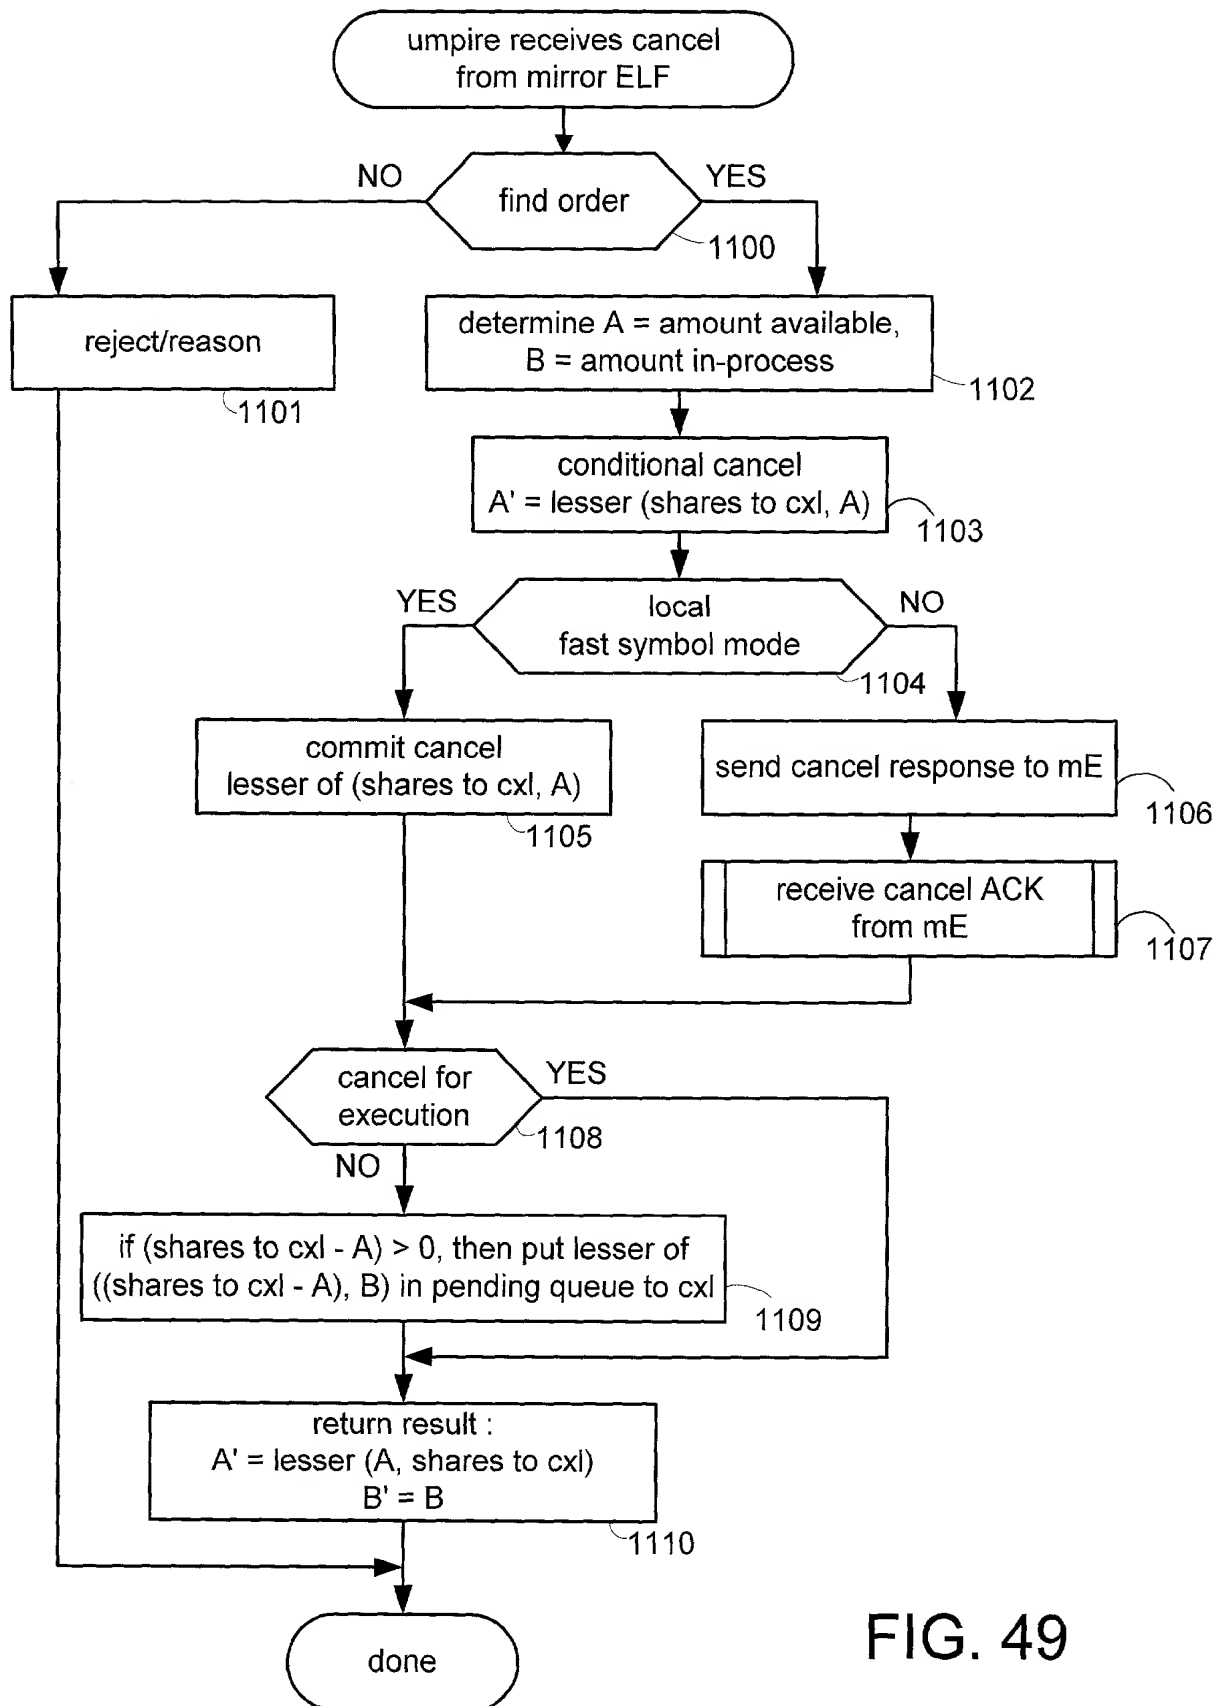 umpire receives cancel
from mirror ELF
NO
YES
find order
1100
reject/reason
1101
determine A = amount available,
B = amount in-process
1102
conditional cancel
A' = lesser (shares to cxl, A)
1103
YES
NO
local
fast symbol mode
1104
commit cancel
lesser of (shares to cxl, A)
1105
send cancel response to mE
1106
receive cancel ACK
from mE
1107
cancel for
execution
YES
1108
NO
if (shares to cxl - A) > 0, then put lesser of
((shares to cxl - A), B) in pending queue to cxl
1109
return result :
A' = lesser (A, shares to cxl)
B' = B
1110
done
FIG. 49